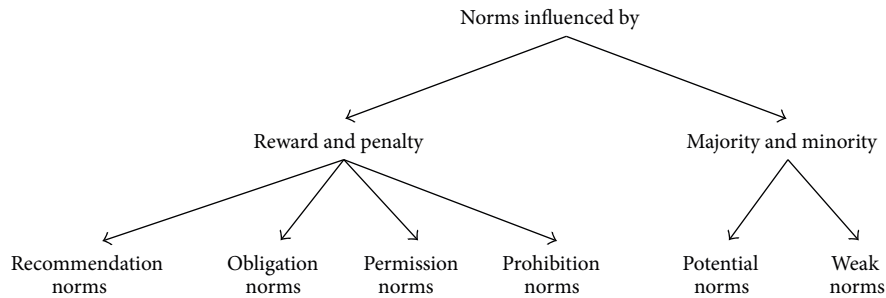 Norms influenced by
Reward and penalty
Majority and minority
Recommendation
norms
Obligation
norms
Permission
norms
Prohibition
norms
Potential
norms
Weak
norms